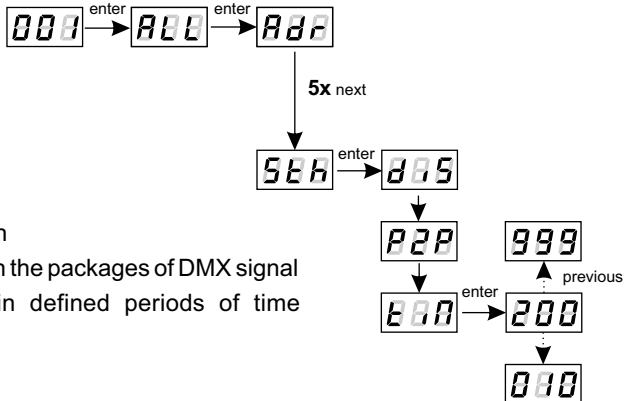 001 enter ALL enter Adr
5x next
Sth enter diS
n
n the packages of DMX signal
in defined periods of time
P2P 999
previous
tiM enter 200
010